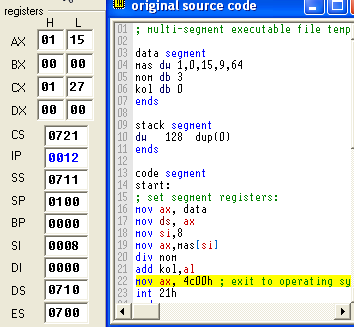 original source code
registers
H L
AX 01 15
BX 00 00
CX 01 27
DX 00 00
CS 0721
IP 0012
SS 0711
SP 0100
BP 0000
SI 0008
DI 0000
DS 0710
ES 0700
01 ; multi-segment executable file temp
02
03 data segment
04 mas dw 1,0,15,9,64
05 nom db 3
06 kol db 0
07 ends
08
09 stack segment
10 dw 128 dup(0)
11 ends
12
13 code segment
14 start:
15 ; set segment registers:
16 mov ax, data
17 mov ds, ax
18 mov si,8
19 mov ax,mas[si]
20 div nom
21 add kol,al
22 mov ax, 4c00h ; exit to operating sy
23 int 21h